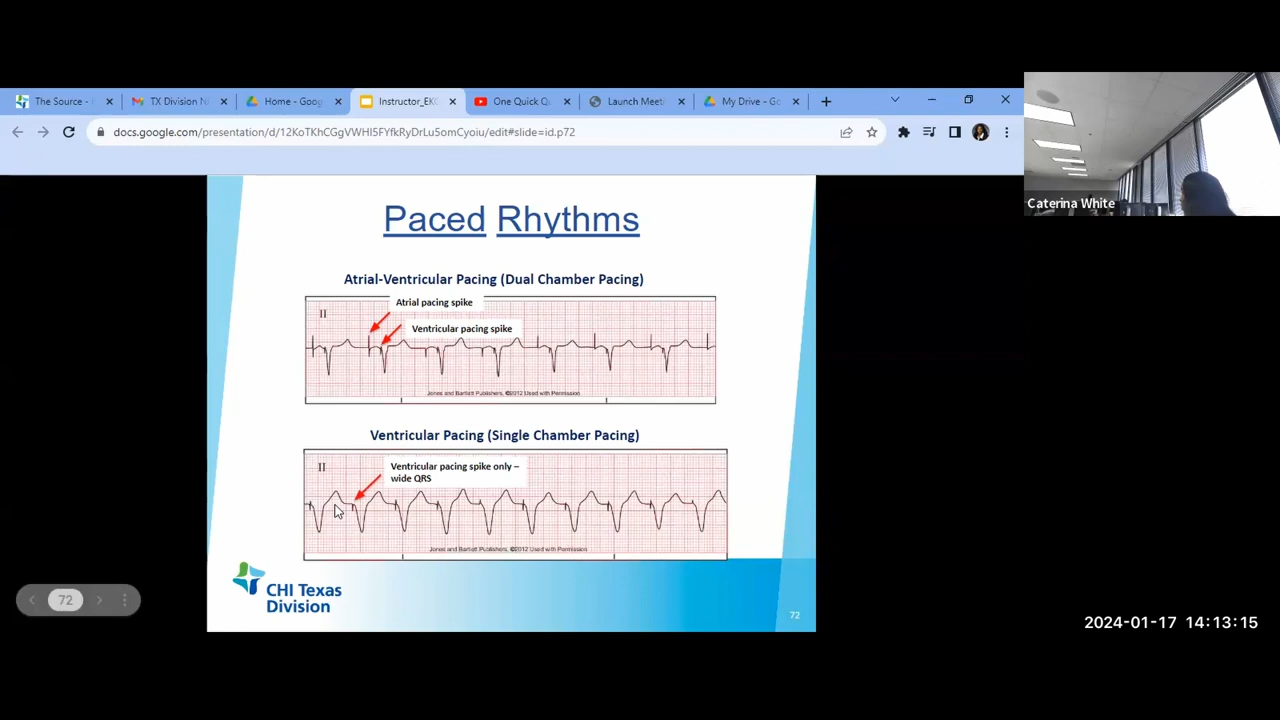 The Source -
TX Division N
Home - Goog
Instructor_EK
One Quick Q
Launch Meeti
My Drive - Go
docs.google.com/presentation/d/12KoTKhCGgVWHI5FYfkRyDrLu5omCyoiu/edit#slide=id.p72
Caterina White
Paced Rhythms
Atrial-Ventricular Pacing (Dual Chamber Pacing)
II
Atrial pacing spike
Ventricular pacing spike
Jones and Bartlett Publishers, ©2012 Used with Permission
Ventricular Pacing (Single Chamber Pacing)
II
Ventricular pacing spike only –
wide QRS
Jones and Bartlett Publishers, ©2012 Used with Permission
CHI Texas
Division
72
72
2024-01-17 14:13:15